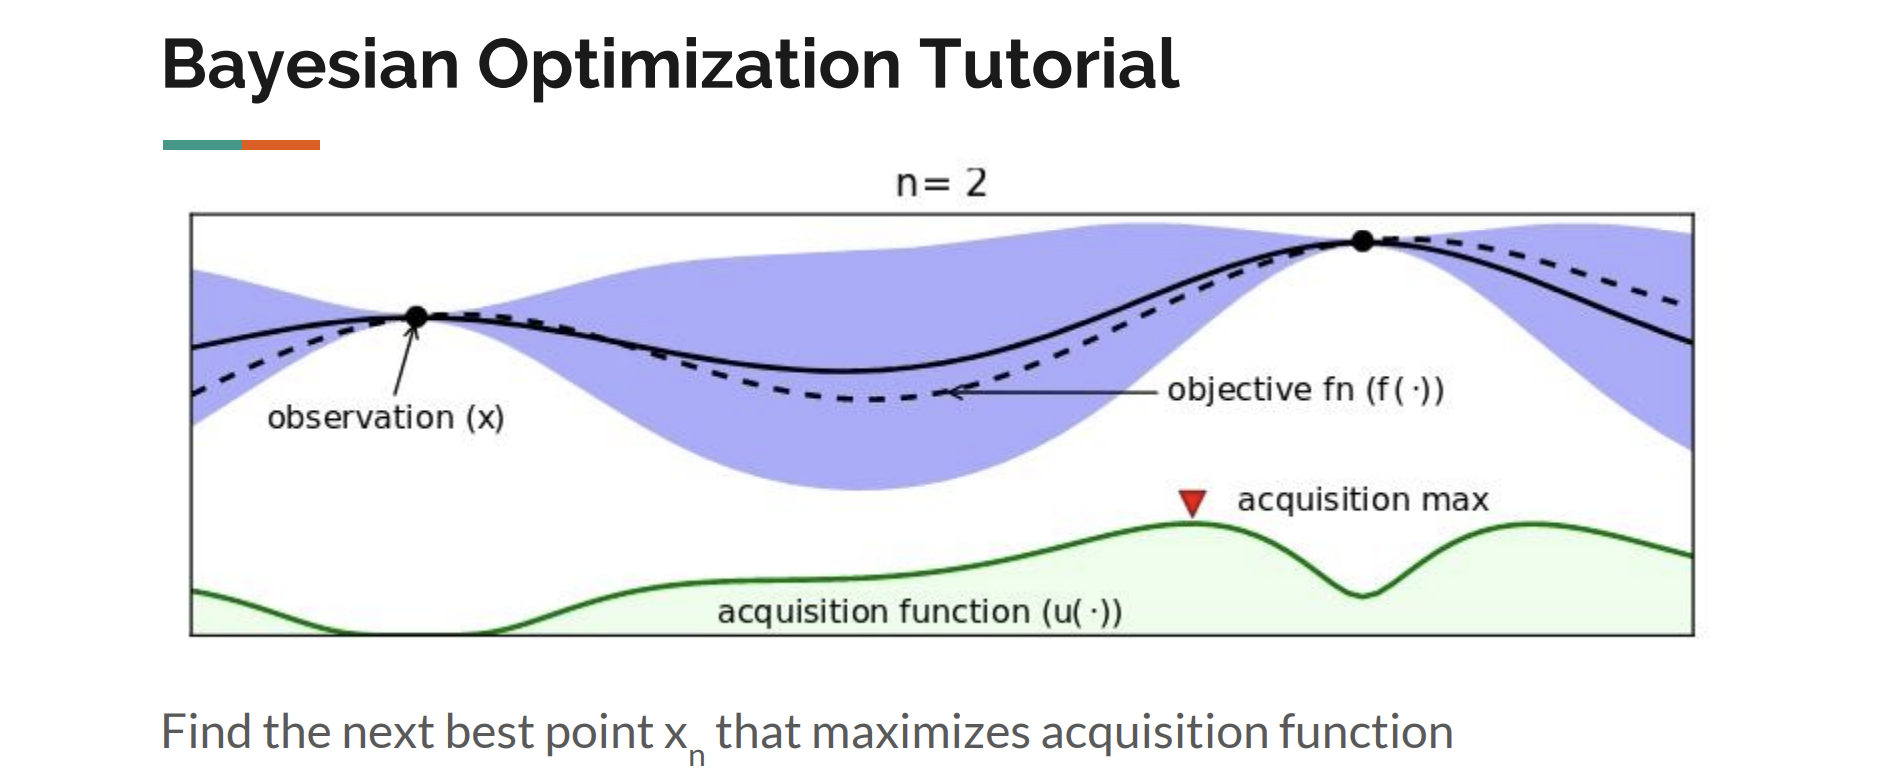 Bayesian Optimization Tutorial
n= 2
observation (x)
objective fn (f( ·))
acquisition max
acquisition function (u( ·))
Find the next best point xn that maximizes acquisition function